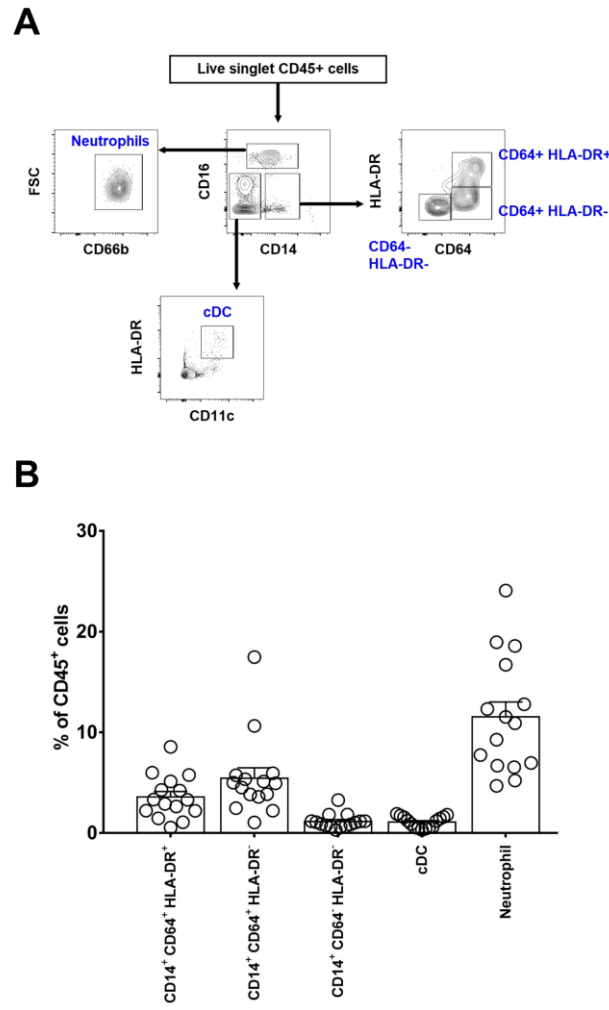 A
Live singlet CD45+ cells
Neutrophils
FSC
CD66b
CD16
CD14
HLA-DR
CD64+ HLA-DR+
CD64+ HLA-DR-
CD64-
HLA-DR-
CD64
cDC
HLA-DR
CD11c
B
% of CD45⁺ cells
30
20
10
0
CD14⁺ CD64⁺ HLA-DR⁺
CD14⁺ CD64⁺ HLA-DR⁻
CD14⁺ CD64⁻ HLA-DR⁻
cDC
Neutrophil